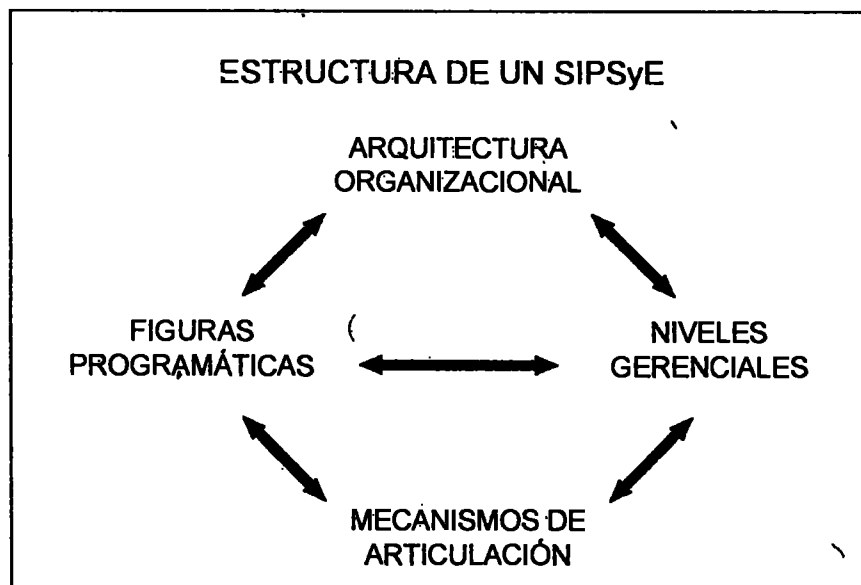 ESTRUCTURA DE UN SIPSyE
ARQUITECTURA
ORGANIZACIONAL
FIGURAS
PROGRAMÁTICAS
NIVELES
GERENCIALES
MECANISMOS DE
ARTICULACIÓN